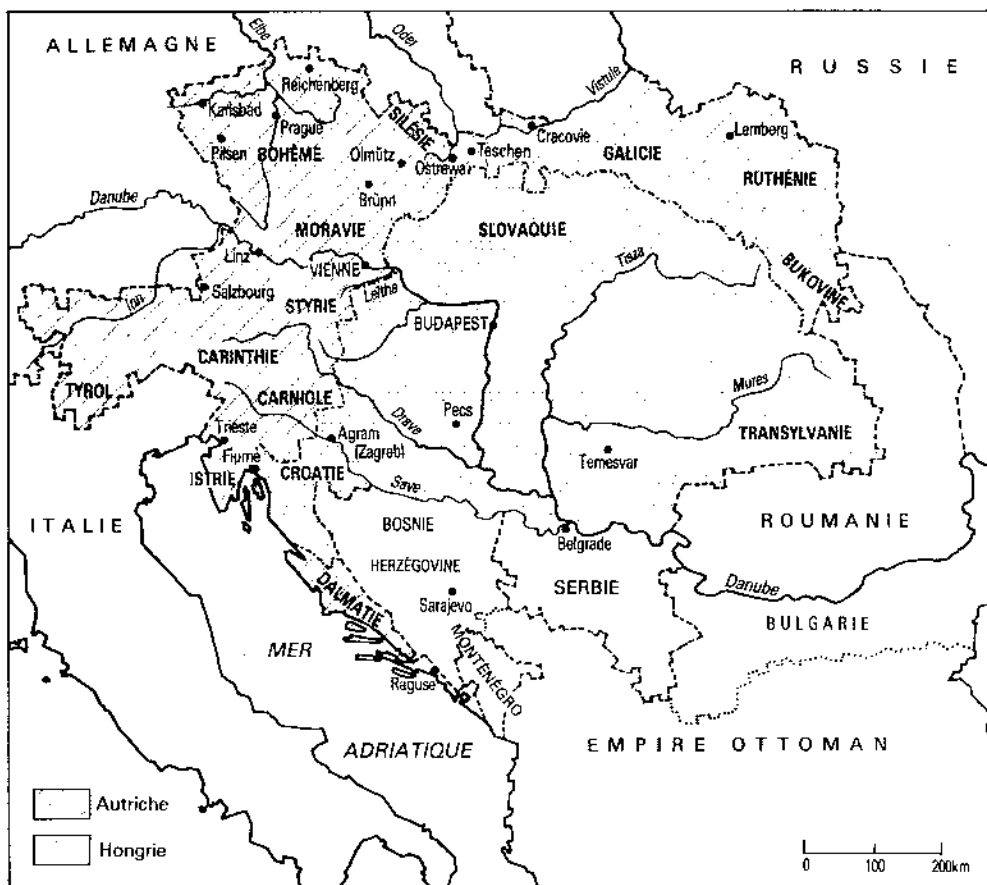 ALLEMAGNE
Elbe
Oder
RUSSIE
Reichenberg
Vistule
Karlsbad
Prague
SILÉSIE
Cracovie
Lemberg
Pilsen
BOHÊME
Olmütz
Teschen
Ostrawa
GALICIE
RUTHÉNIE
Brünn
Danube
MORAVIE
SLOVAQUIE
Linz
VIENNE
Tisza
BUKOVINE
Inn
Salzbourg
STYRIE
Leitha
BUDAPEST
CARINTHIE
TYROL
CARNIOLE
Mures
Drave
Pecs
TRANSYLVANIE
Trieste
Agram
(Zagreb)
Temesvar
Fiume
ISTRIE
CROATIE
Save
ITALIE
BOSNIE
ROUMANIE
Belgrade
HERZÉGOVINE
DALMATIE
SERBIE
Danube
Sarajevo
BULGARIE
MER
MONTÉNÉGRO
Raguse
ADRIATIQUE
EMPIRE OTTOMAN
Autriche
Hongrie
0 100 200km